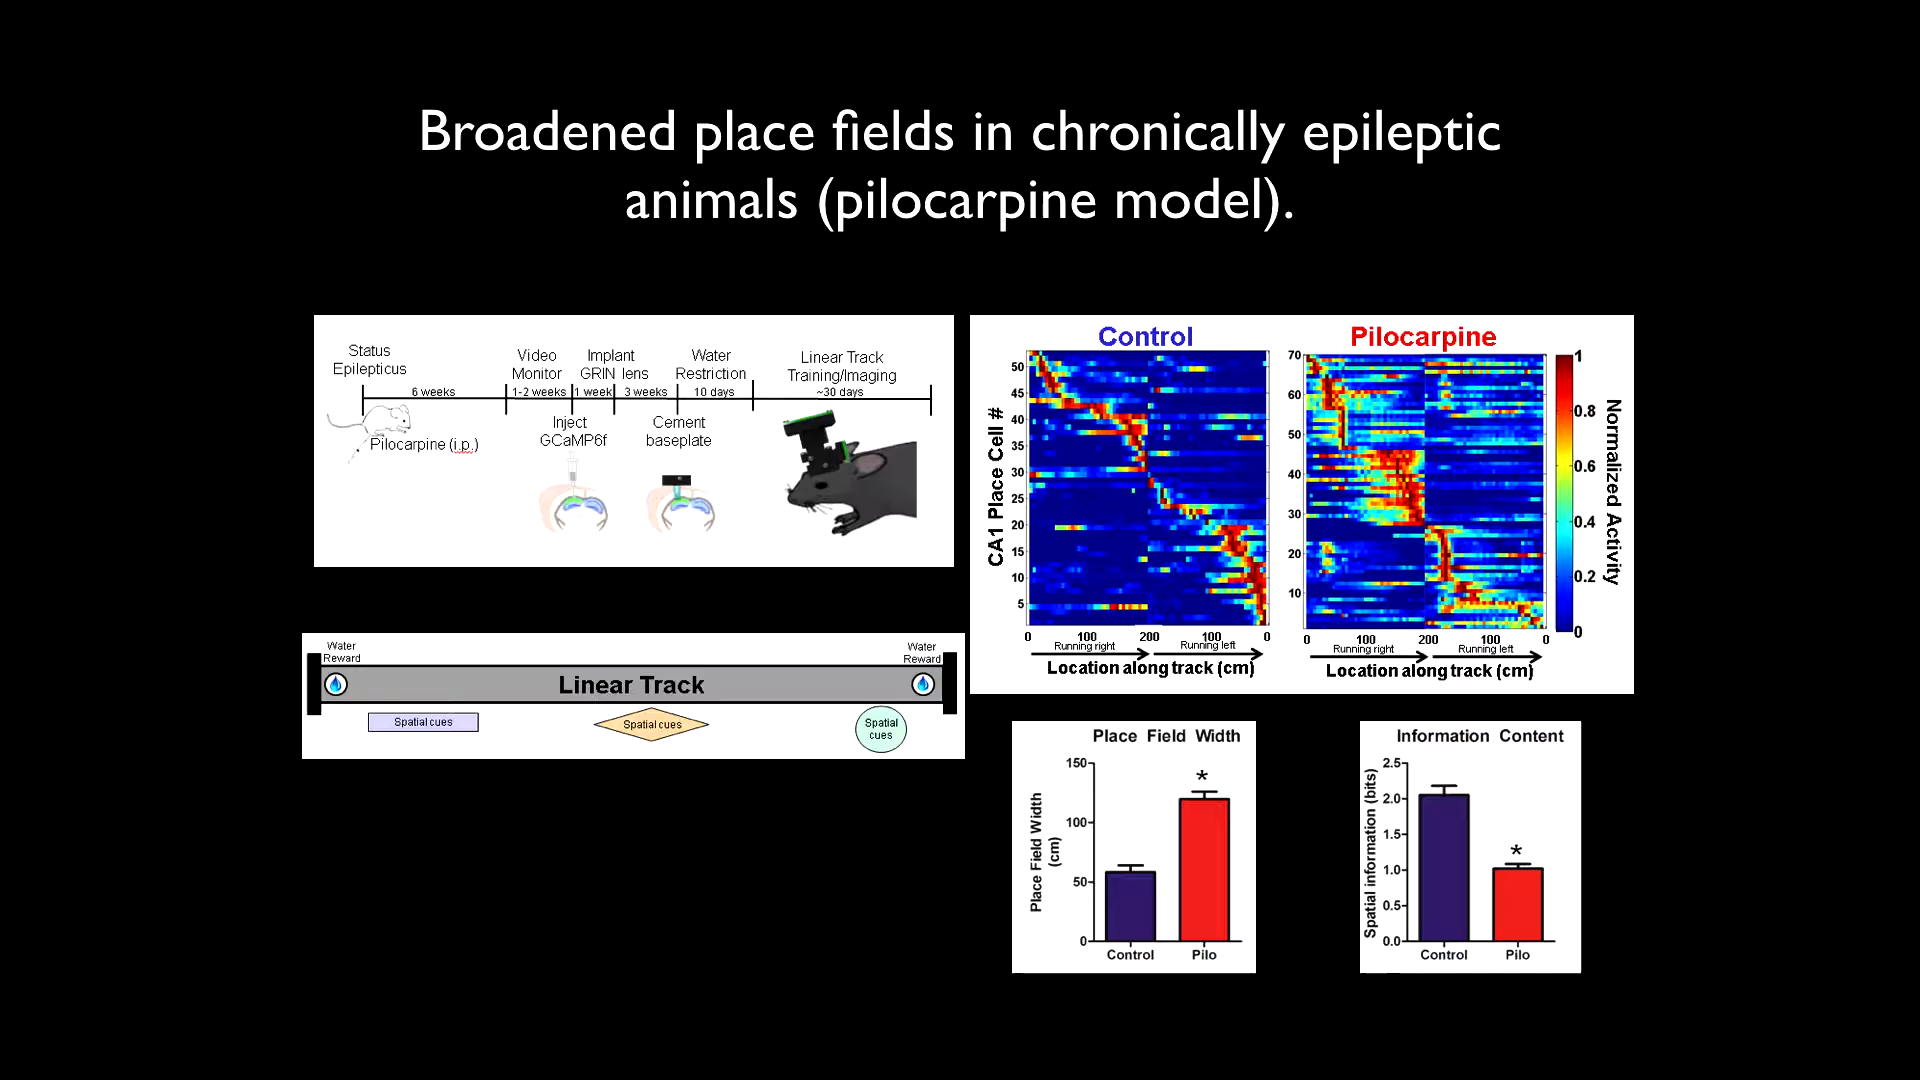 Broadened place fields in chronically epileptic
animals (pilocarpine model).
Status
Epilepticus
Video
Monitor
Implant
GRIN lens
Water
Restriction
Linear Track
Training/Imaging
6 weeks
1-2 weeks
1 week
3 weeks
10 days
~30 days
Pilocarpine (i.p.)
Inject
GCaMP6f
Cement
baseplate
Water
Reward
Water
Reward
Linear Track
Spatial cues
Spatial cues
Spatial
cues
Control
CA1 Place Cell #
50
45
40
35
30
25
20
15
10
5
0 100 200 100 0
Running right
Running left
Location along track (cm)
Pilocarpine
70
60
50
40
30
20
10
0 100 200 100 0
Running right
Running left
Location along track (cm)
1
0.8
0.6
0.4
0.2
0
Normalized Activity
Place Field Width
Place Field Width
(cm)
150
100
50
0
*
Control Pilo
Information Content
Spatial information (bits)
2.5
2.0
1.5
1.0
0.5
0.0
*
Control Pilo